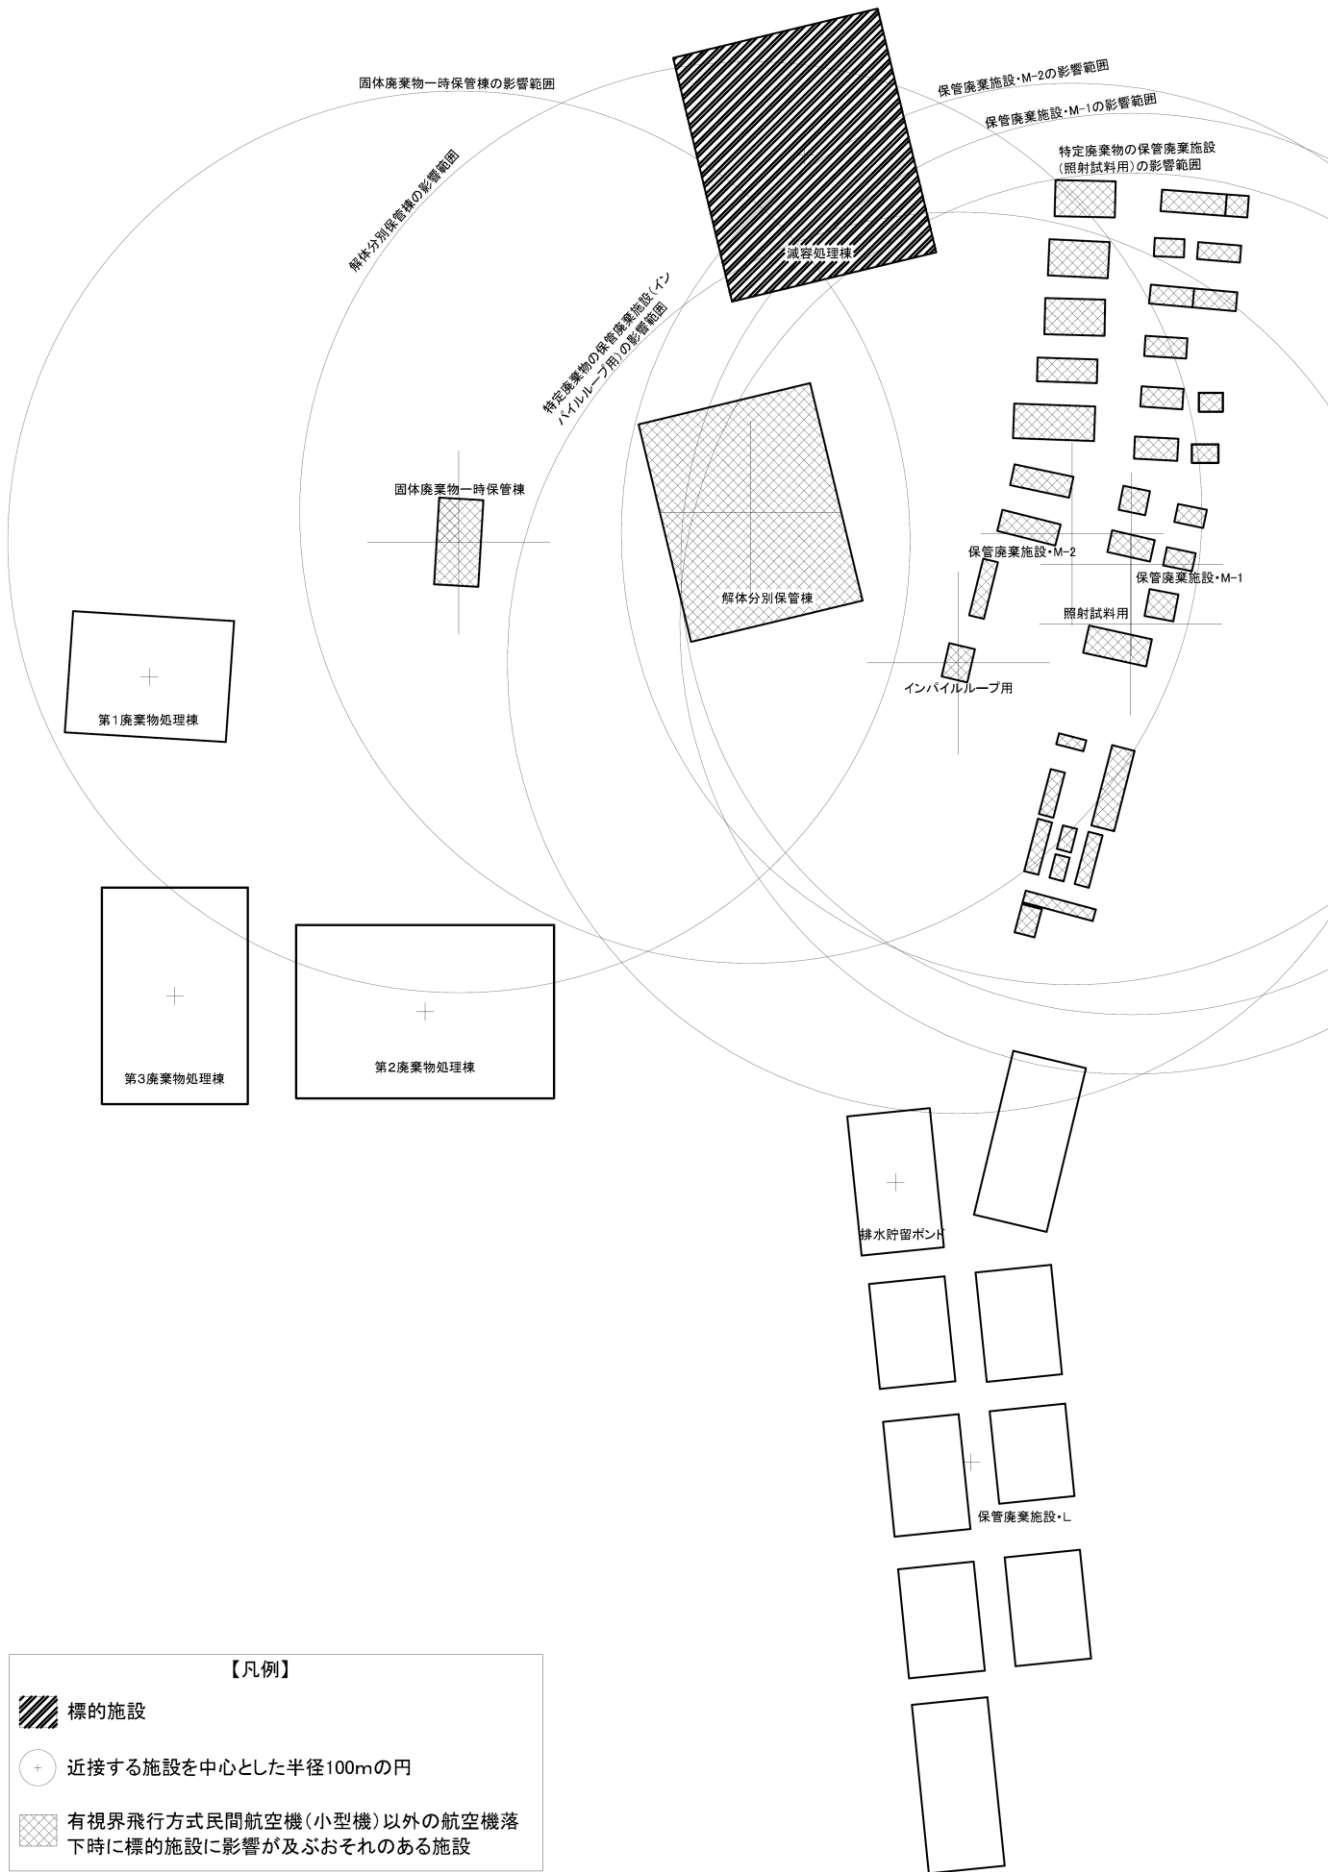 固体廃棄物一時保管棟の影響範囲
保管廃棄施設・M-2の影響範囲
保管廃棄施設・M-1の影響範囲
特定廃棄物の保管廃棄施設
(照射試料用)の影響範囲
解体分別保管棟の影響範囲
減容処理棟
特定廃棄物の保管廃棄施設(イン
パイルループ用)の影響範囲
固体廃棄物一時保管棟
保管廃棄施設・M-2
保管廃棄施設・M-1
解体分別保管棟
照射試料用
インパイルループ用
第1廃棄物処理棟
第3廃棄物処理棟
第2廃棄物処理棟
排水貯留ポンド
保管廃棄施設・L
【凡例】
標的施設
近接する施設を中心とした半径100mの円
有視界飛行方式民間航空機(小型機)以外の航空機落
下時に標的施設に影響が及ぶおそれのある施設